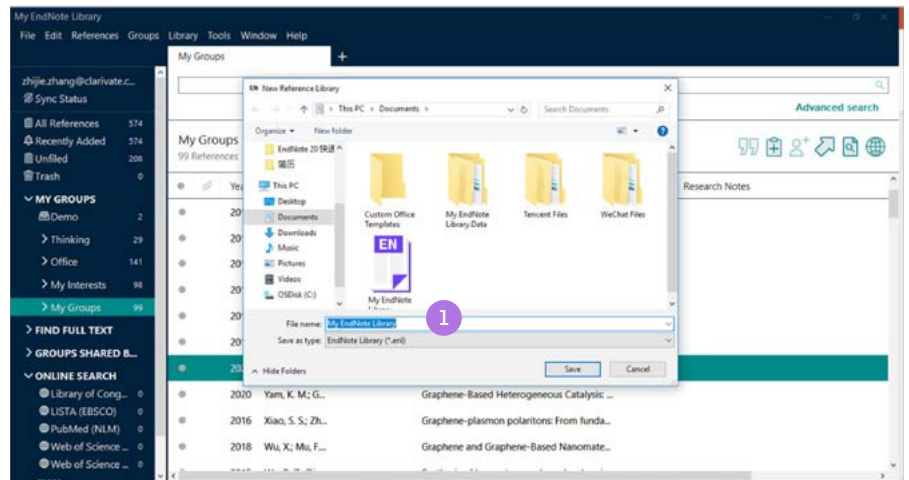 My EndNote Library
File Edit References Groups Library Tools Window Help
My Groups
zhijie.zhang@clarivate.c...
Sync Status
All References 574
Recently Added 574
Unfiled 208
Trash 0
MY GROUPS
Demo 2
Thinking 29
Office 141
My Interests 98
My Groups 99
FIND FULL TEXT
GROUPS SHARED B...
ONLINE SEARCH
Library of Cong... 0
LISTA (EBSCO) 0
PubMed (NLM) 0
Web of Science ... 0
Web of Science ... 0
Advanced search
My Groups
99 References
Research Notes
EN New Reference Library
This PC > Documents >
Search Documents
Organize
New folder
EndNote 20 快速
简历
This PC
Desktop
Documents
Downloads
Music
Pictures
Videos
OSDisk (C:)
Custom Office Templates
My EndNote Library.Data
Tencent Files
WeChat Files
EN
My EndNote
File name: My EndNote Library
1
Save as type: EndNote Library (*.enl)
Hide Folders
Save
Cancel
2020 Yam, K. M.; G... Graphene-Based Heterogeneous Catalysis: ...
2016 Xiao, S. S.; Zh... Graphene-plasmon polaritons: From funda...
2018 Wu, X.; Mu, F... Graphene and Graphene-Based Nanomate...